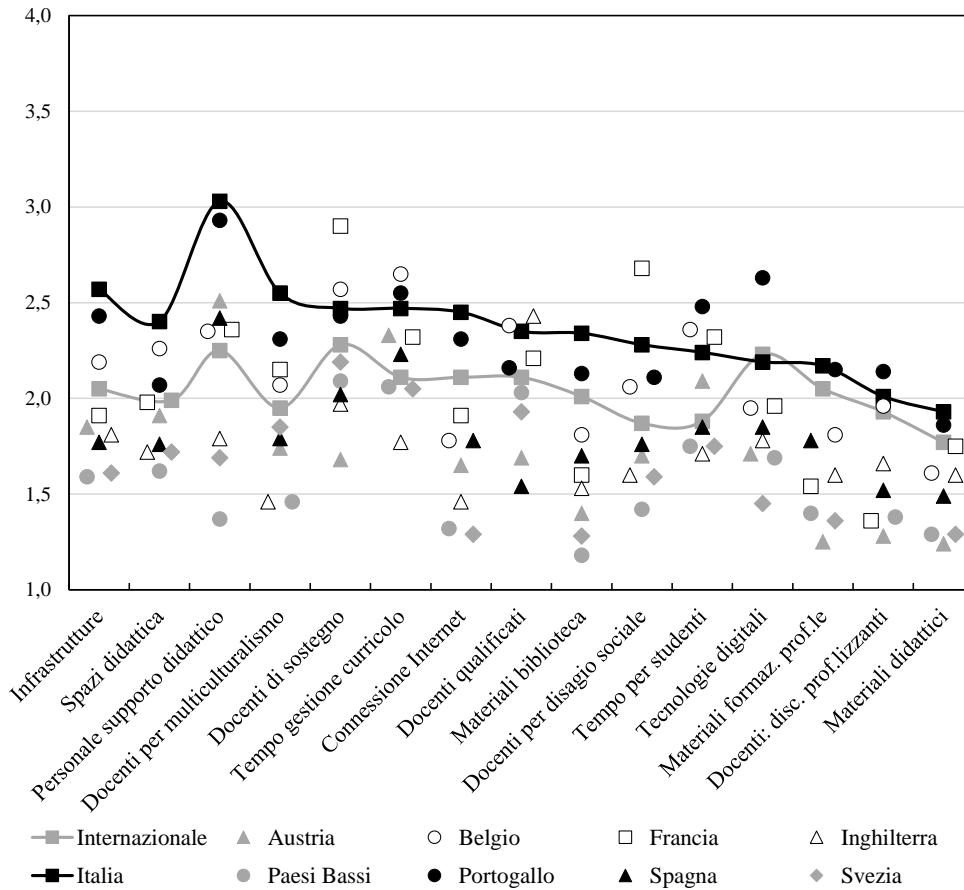 4,0
3,5
3,0
2,5
2,0
1,5
1,0
Infrastrutture
Spazi didattica
Personale supporto didattico
Docenti per multiculturalismo
Docenti di sostegno
Tempo gestione curricolo
Connessione Internet
Docenti qualificati
Materiali biblioteca
Docenti per disagio sociale
Tempo per studenti
Tecnologie digitali
Materiali formaz. prof.le
Docenti: disc. prof.lizzanti
Materiali didattici
Internazionale Austria Belgio Francia Inghilterra
Italia Paesi Bassi Portogallo Spagna Svezia